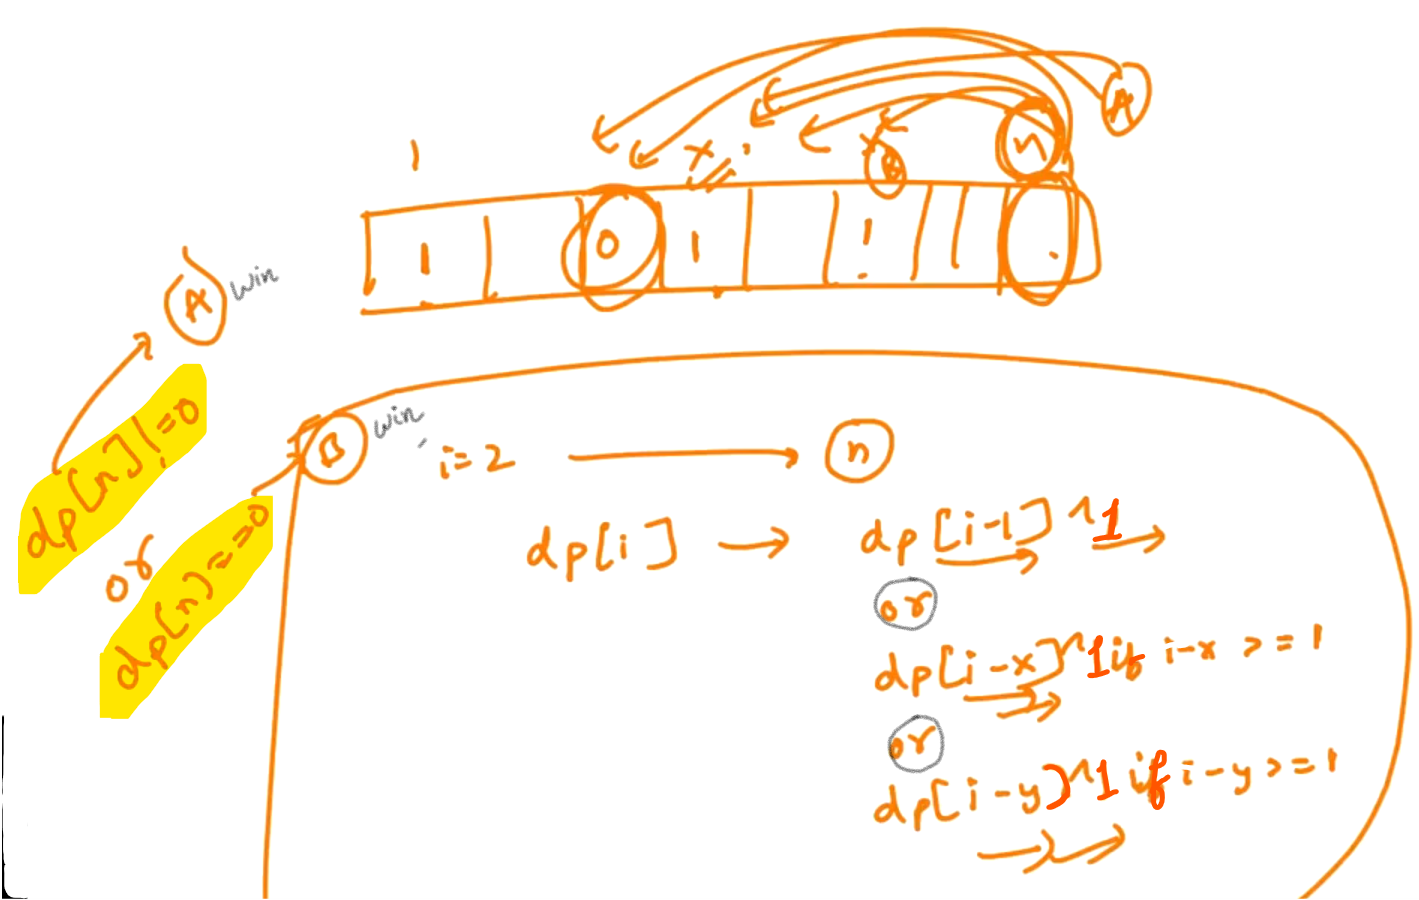 A
n
1
x
x
B
1
0
1
1
A win
dp[n]!=0
or
dp[n]==0
B win
i=2 n
dp[i] → dp[i-1]^1
or
dp[i-x]^1 if i-x >= 1
or
dp[i-y]^1 if i-y >= 1